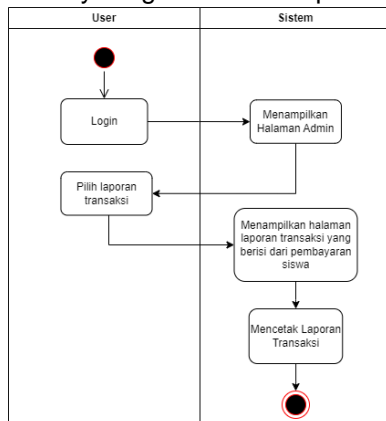 User
Sistem
Login
Menampilkan
Halaman Admin
Pilih laporan
transaksi
Menampilkan halaman
laporan transaksi yang
berisi dari pembayaran
siswa
Mencetak Laporan
Transaksi